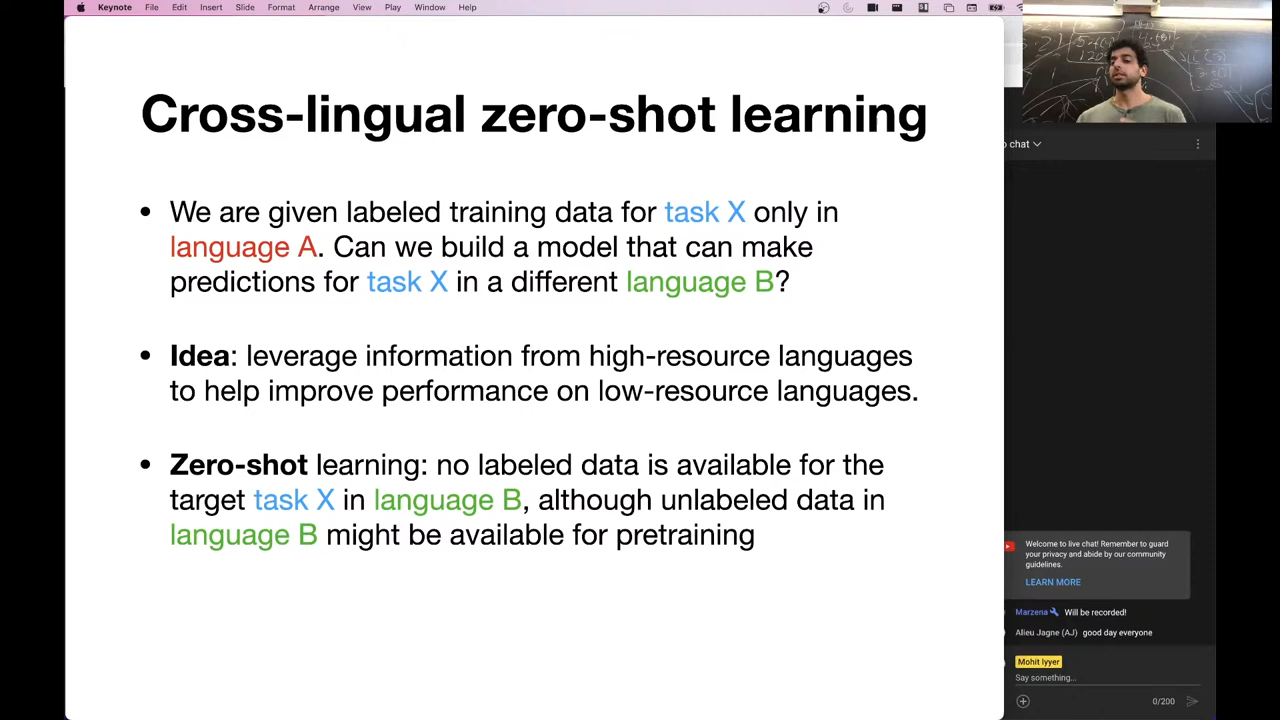 Keynote File Edit Insert Slide Format Arrange View Play Window Help
Cross-lingual zero-shot learning
• We are given labeled training data for task X only in
language A. Can we build a model that can make
predictions for task X in a different language B?
• Idea: leverage information from high-resource languages
to help improve performance on low-resource languages.
• Zero-shot learning: no labeled data is available for the
target task X in language B, although unlabeled data in
language B might be available for pretraining
chat
Welcome to live chat! Remember to guard
your privacy and abide by our community
guidelines.
LEARN MORE
Marzena Will be recorded!
Alieu Jagne (AJ) good day everyone
Mohit Iyyer
Say something...
0/200